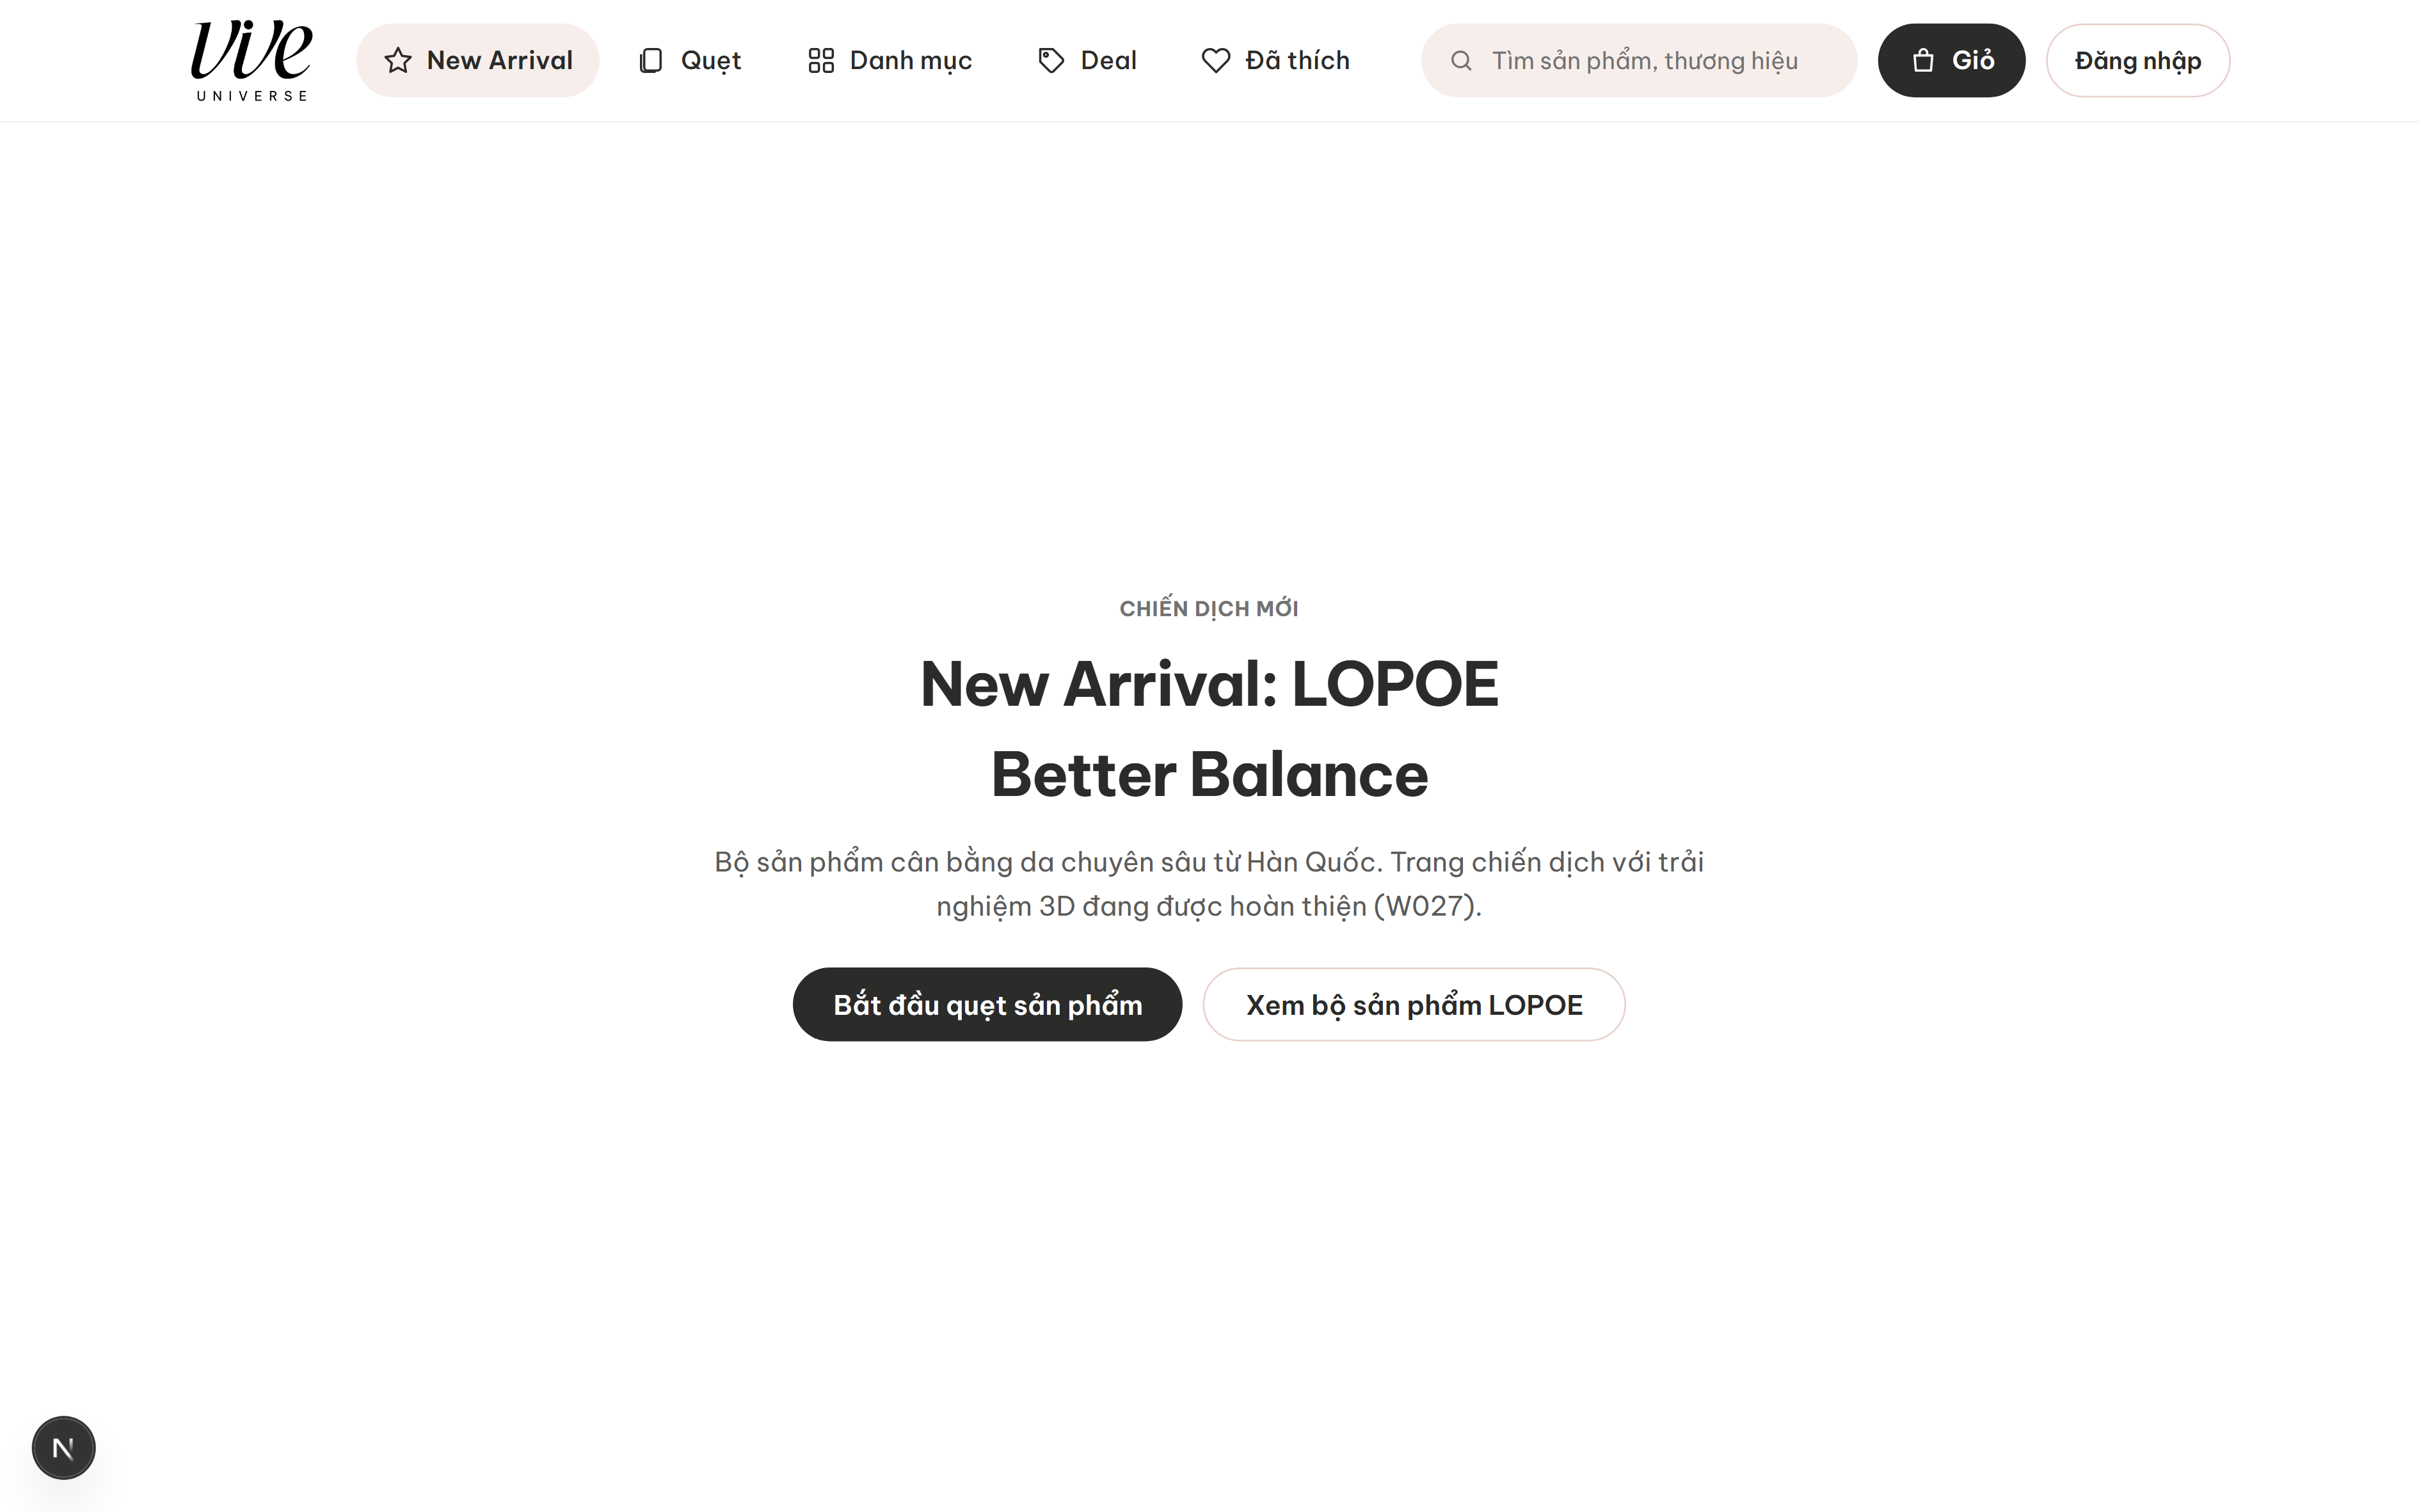 ViVe
UNIVERSE
New Arrival
Quẹt
Danh mục
Deal
Đã thích
Tìm sản phẩm, thương hiệu
Giỏ
Đăng nhập
CHIẾN DỊCH MỚI
New Arrival: LOPOE
Better Balance
Bộ sản phẩm cân bằng da chuyên sâu từ Hàn Quốc. Trang chiến dịch với trải
nghiệm 3D đang được hoàn thiện (W027).
Bắt đầu quẹt sản phẩm
Xem bộ sản phẩm LOPOE
N